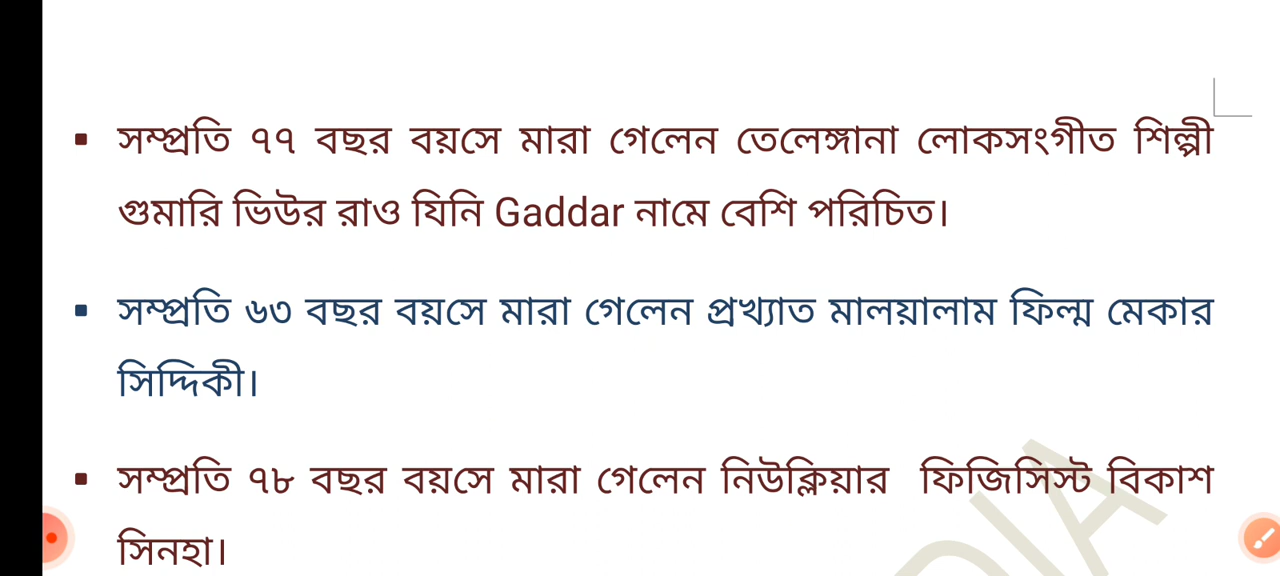 ▪ সম্প্রতি ৭৭ বছর বয়সে মারা গেলেন তেলেঙ্গানা লোকসংগীত শিল্পী
গুমারি ভিউর রাও যিনি Gaddar নামে বেশি পরিচিত।
▪ সম্প্রতি ৬৩ বছর বয়সে মারা গেলেন প্রখ্যাত মালয়ালাম ফিল্ম মেকার
সিদ্দিকী।
▪ সম্প্রতি ৭৮ বছর বয়সে মারা গেলেন নিউক্লিয়ার ফিজিসিস্ট বিকাশ
সিনহা।
DIA